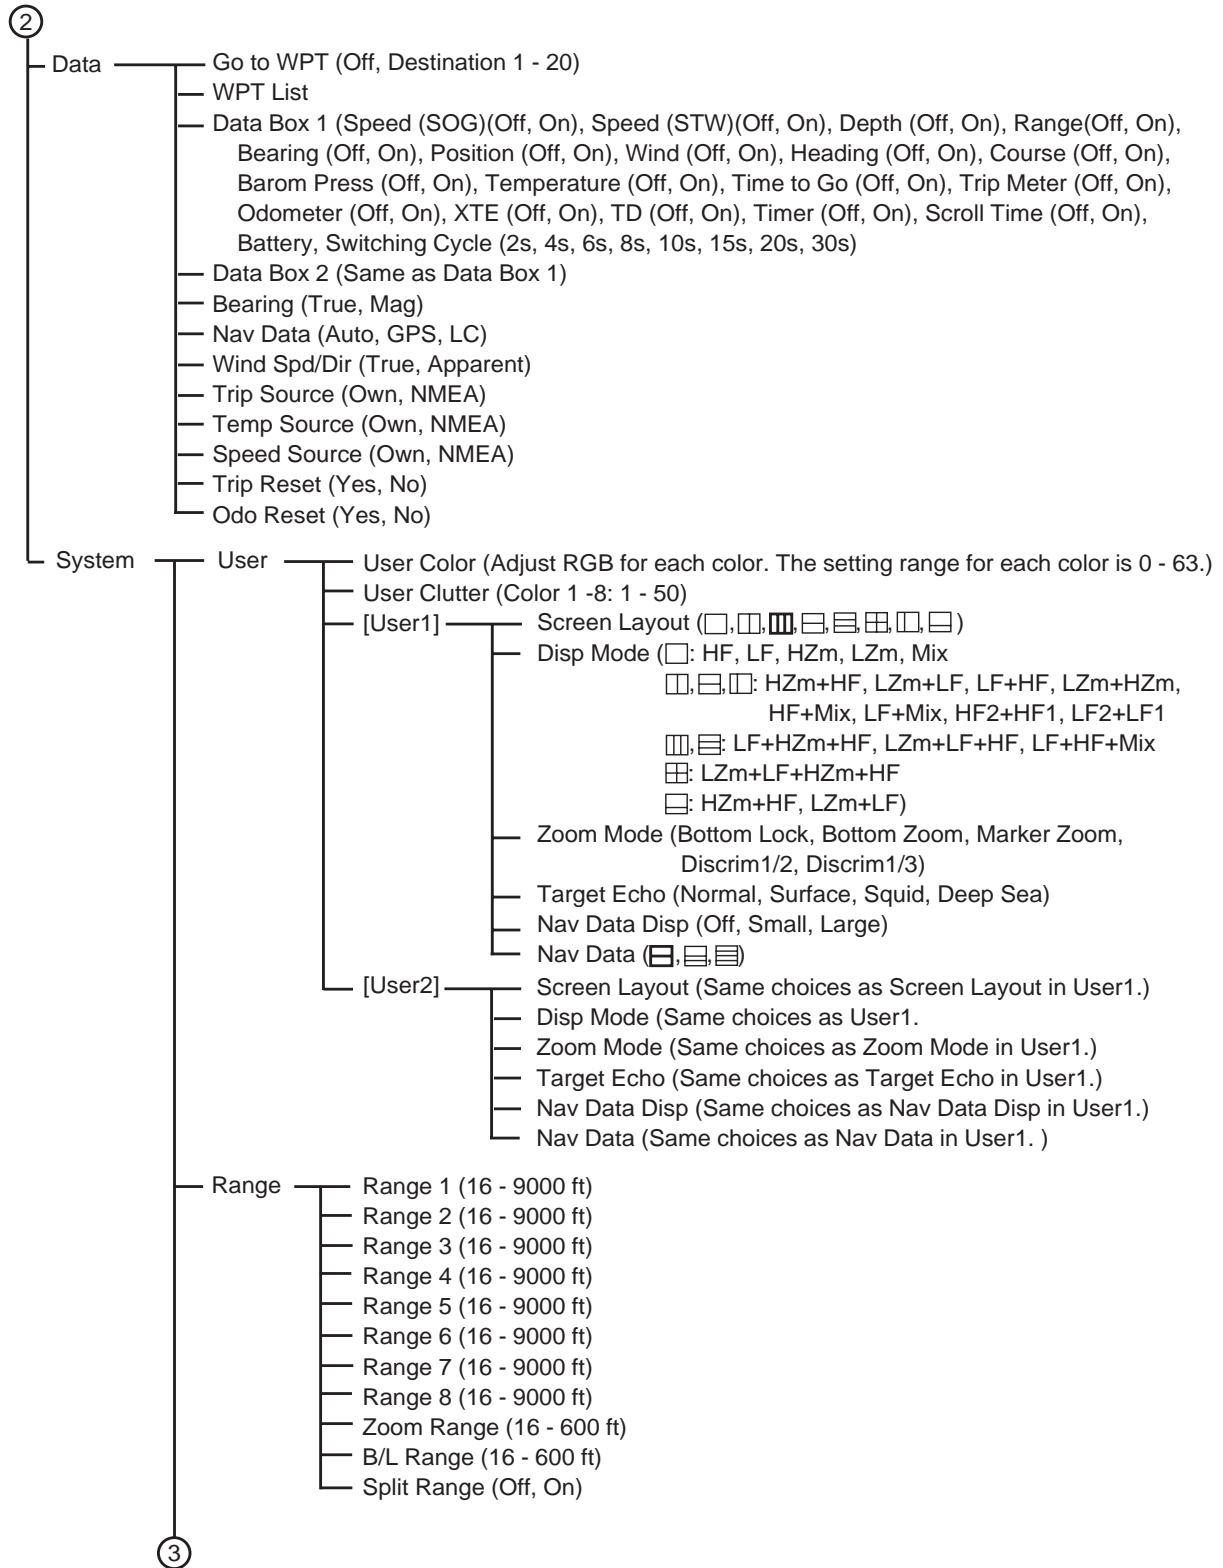 2
Data
Go to WPT (Off, Destination 1 - 20)
WPT List
Data Box 1 (Speed (SOG)(Off, On), Speed (STW)(Off, On), Depth (Off, On), Range(Off, On),
Bearing (Off, On), Position (Off, On), Wind (Off, On), Heading (Off, On), Course (Off, On),
Barom Press (Off, On), Temperature (Off, On), Time to Go (Off, On), Trip Meter (Off, On),
Odometer (Off, On), XTE (Off, On), TD (Off, On), Timer (Off, On), Scroll Time (Off, On),
Battery, Switching Cycle (2s, 4s, 6s, 8s, 10s, 15s, 20s, 30s)
Data Box 2 (Same as Data Box 1)
Bearing (True, Mag)
Nav Data (Auto, GPS, LC)
Wind Spd/Dir (True, Apparent)
Trip Source (Own, NMEA)
Temp Source (Own, NMEA)
Speed Source (Own, NMEA)
Trip Reset (Yes, No)
Odo Reset (Yes, No)
System
User
User Color (Adjust RGB for each color. The setting range for each color is 0 - 63.)
User Clutter (Color 1 -8: 1 - 50)
[User1]
Screen Layout ( , , , , , , , )
Disp Mode ( : HF, LF, HZm, LZm, Mix
, , : HZm+HF, LZm+LF, LF+HF, LZm+HZm,
HF+Mix, LF+Mix, HF2+HF1, LF2+LF1
, : LF+HZm+HF, LZm+LF+HF, LF+HF+Mix
: LZm+LF+HZm+HF
: HZm+HF, LZm+LF)
Zoom Mode (Bottom Lock, Bottom Zoom, Marker Zoom,
Discrim1/2, Discrim1/3)
Target Echo (Normal, Surface, Squid, Deep Sea)
Nav Data Disp (Off, Small, Large)
Nav Data ( , , )
[User2]
Screen Layout (Same choices as Screen Layout in User1.)
Disp Mode (Same choices as User1.
Zoom Mode (Same choices as Zoom Mode in User1.)
Target Echo (Same choices as Target Echo in User1.)
Nav Data Disp (Same choices as Nav Data Disp in User1.)
Nav Data (Same choices as Nav Data in User1. )
Range
Range 1 (16 - 9000 ft)
Range 2 (16 - 9000 ft)
Range 3 (16 - 9000 ft)
Range 4 (16 - 9000 ft)
Range 5 (16 - 9000 ft)
Range 6 (16 - 9000 ft)
Range 7 (16 - 9000 ft)
Range 8 (16 - 9000 ft)
Zoom Range (16 - 600 ft)
B/L Range (16 - 600 ft)
Split Range (Off, On)
3